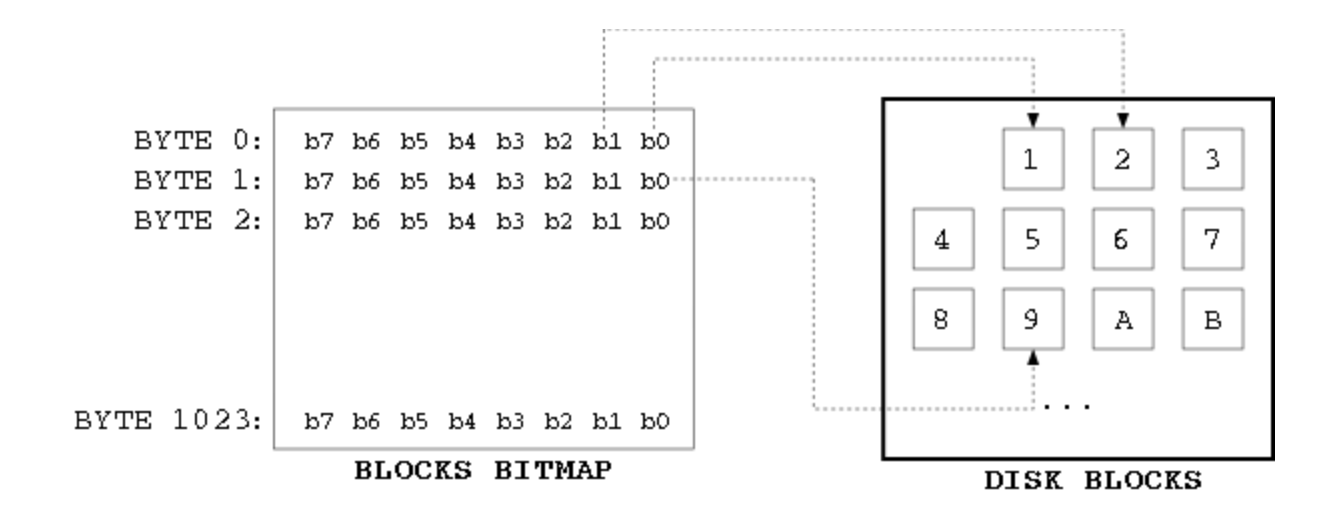 BYTE 0: b7 b6 b5 b4 b3 b2 b1 b0
BYTE 1: b7 b6 b5 b4 b3 b2 b1 b0
BYTE 2: b7 b6 b5 b4 b3 b2 b1 b0
BYTE 1023: b7 b6 b5 b4 b3 b2 b1 b0
BLOCKS BITMAP
1 2 3
4 5 6 7
8 9 A B
...
DISK BLOCKS